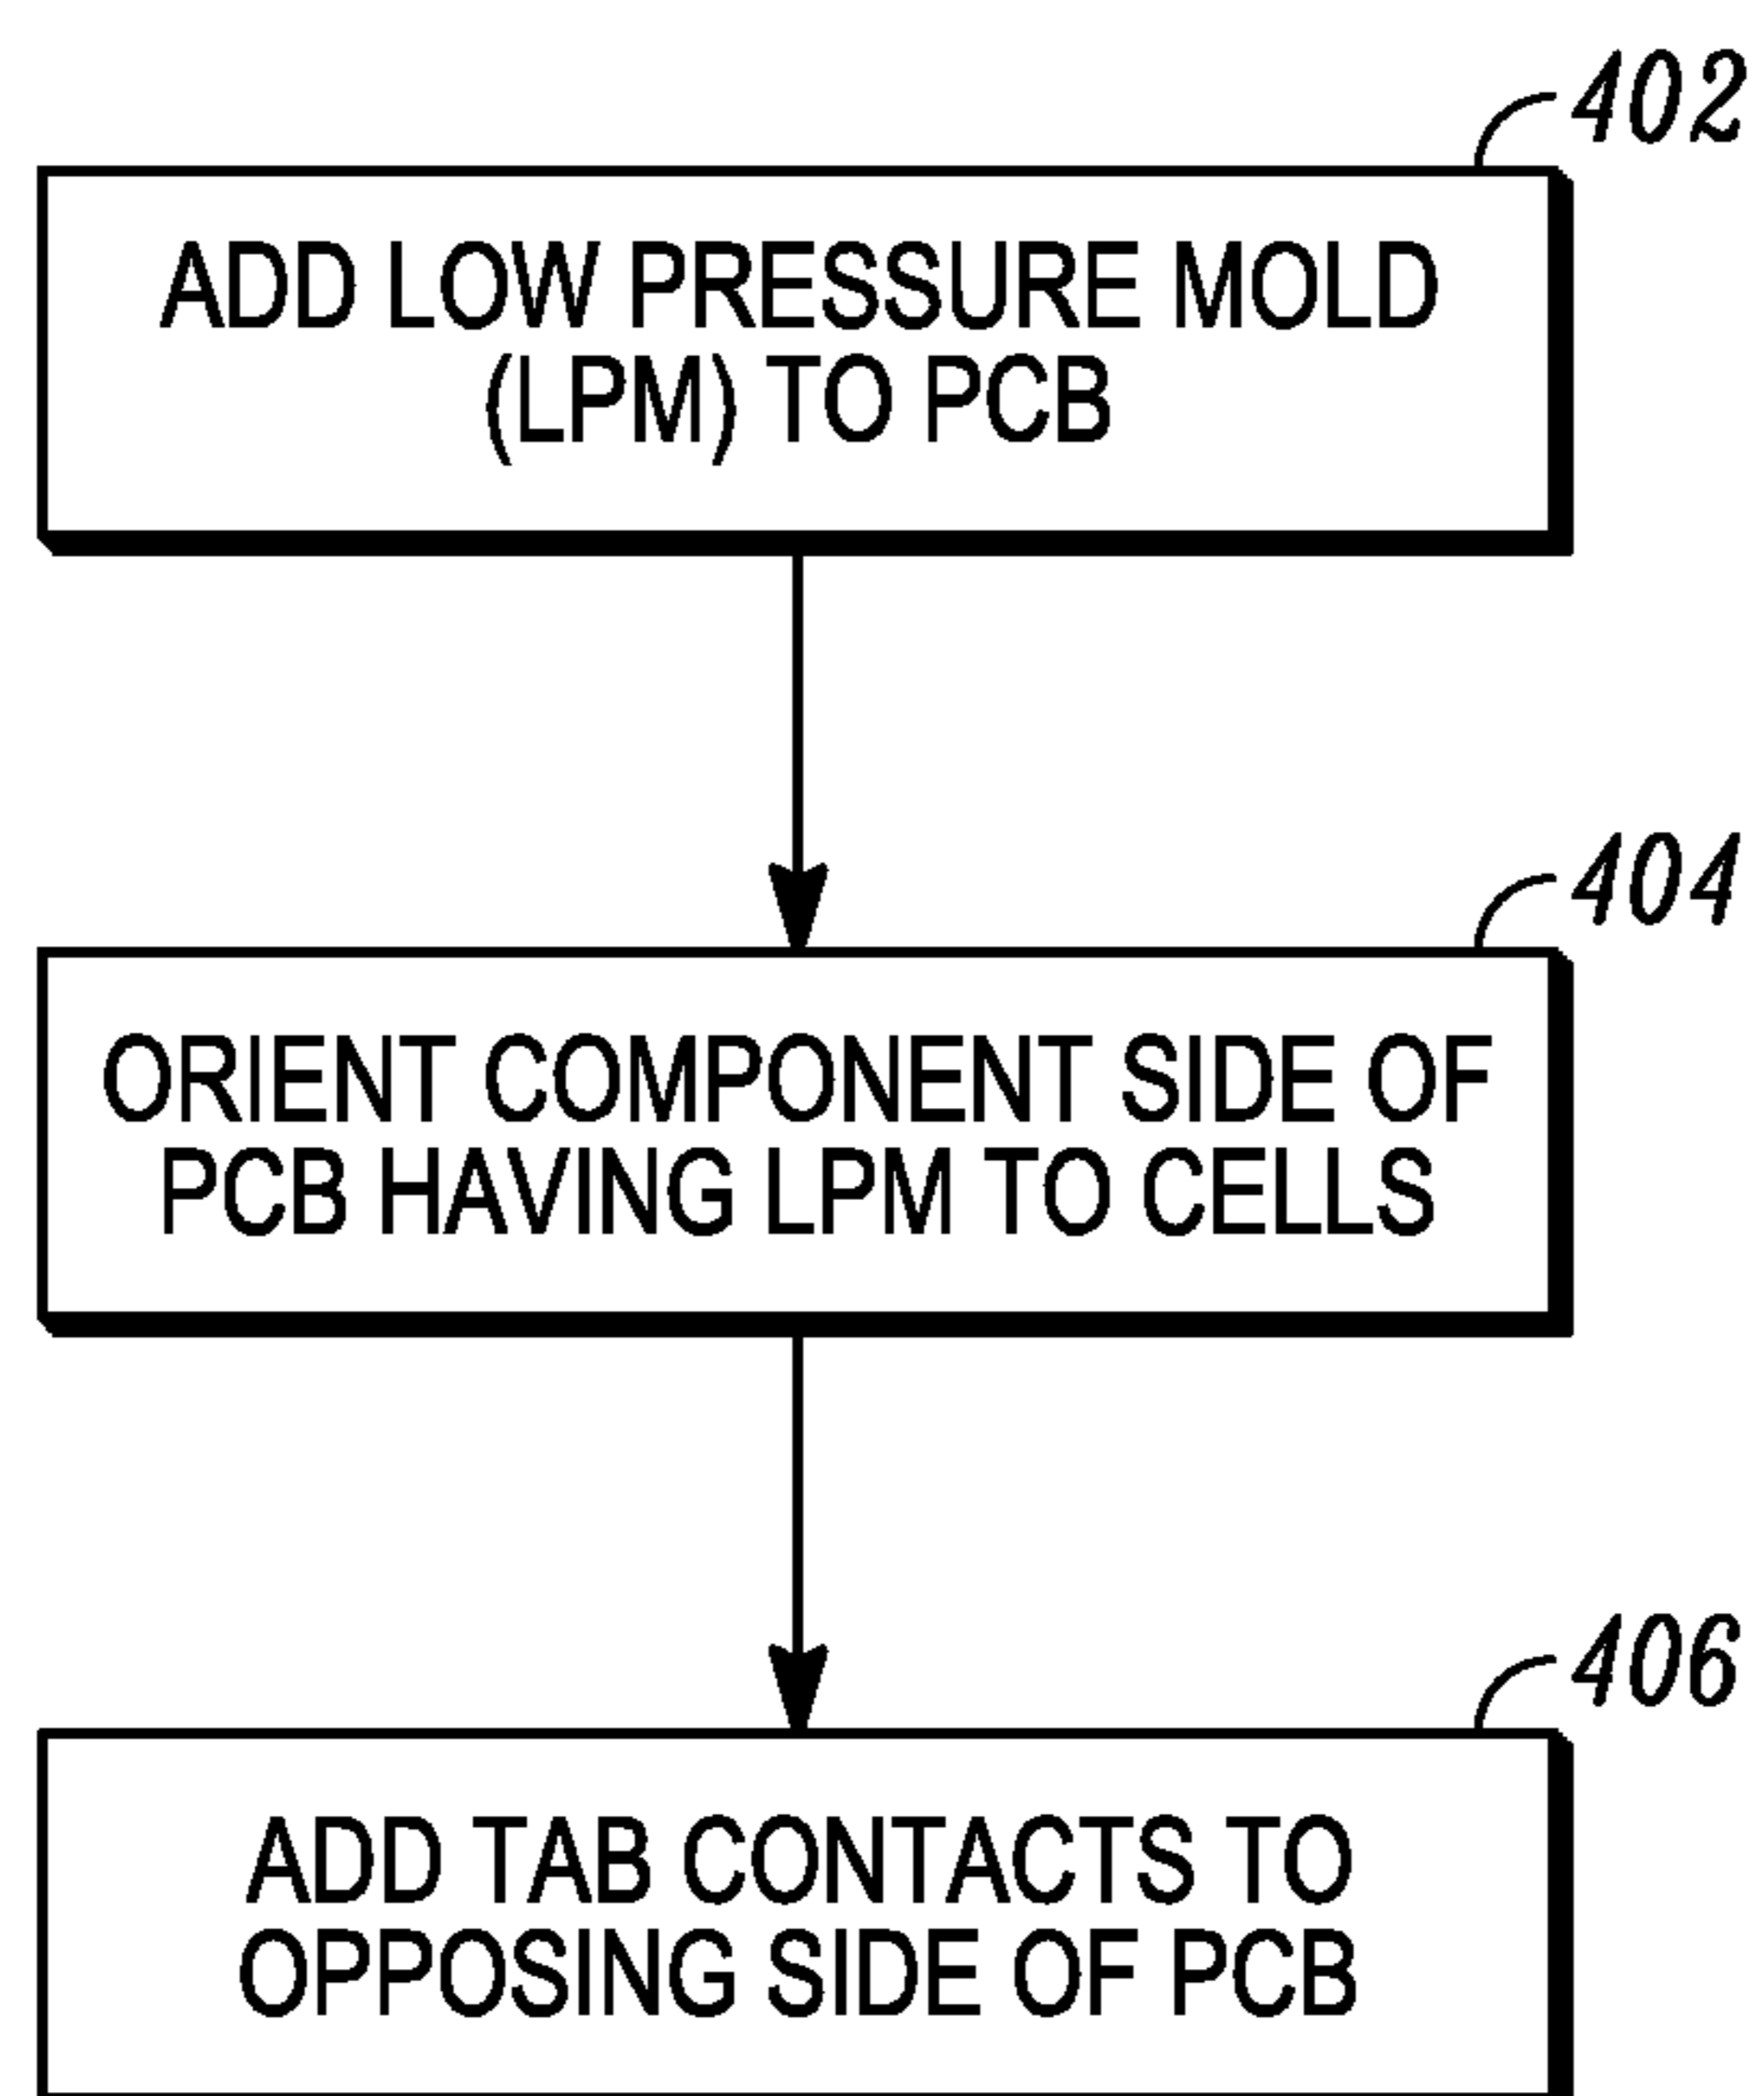 402
ADD LOW PRESSURE MOLD
(LPM) TO PCB
404
ORIENT COMPONENT SIDE OF
PCB HAVING LPM TO CELLS
406
ADD TAB CONTACTS TO
OPPOSING SIDE OF PCB